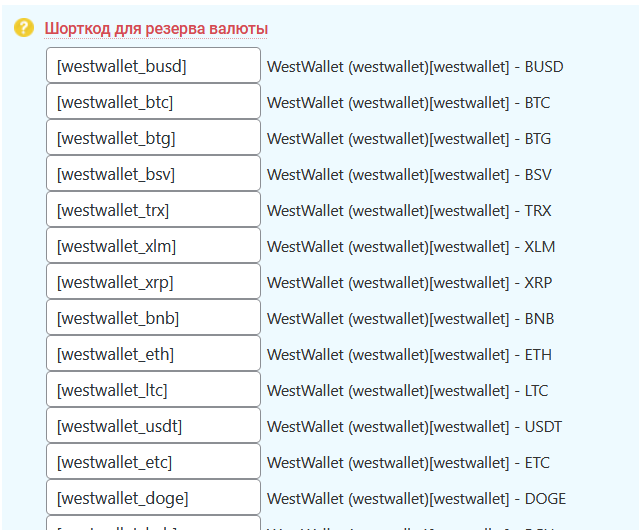 ?
Шорткод для резерва валюты
[westwallet_busd] WestWallet (westwallet)[westwallet] - BUSD
[westwallet_btc] WestWallet (westwallet)[westwallet] - BTC
[westwallet_btg] WestWallet (westwallet)[westwallet] - BTG
[westwallet_bsv] WestWallet (westwallet)[westwallet] - BSV
[westwallet_trx] WestWallet (westwallet)[westwallet] - TRX
[westwallet_xlm] WestWallet (westwallet)[westwallet] - XLM
[westwallet_xrp] WestWallet (westwallet)[westwallet] - XRP
[westwallet_bnb] WestWallet (westwallet)[westwallet] - BNB
[westwallet_eth] WestWallet (westwallet)[westwallet] - ETH
[westwallet_ltc] WestWallet (westwallet)[westwallet] - LTC
[westwallet_usdt] WestWallet (westwallet)[westwallet] - USDT
[westwallet_etc] WestWallet (westwallet)[westwallet] - ETC
[westwallet_doge] WestWallet (westwallet)[westwallet] - DOGE